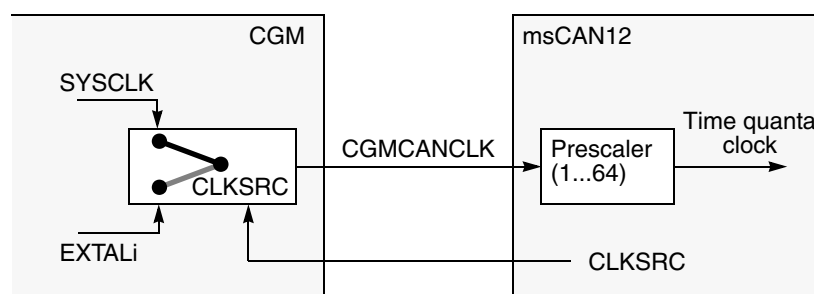 CGM
msCAN12
SYSCLK
CLKSRC
EXTALi
CGMCANCLK
Prescaler
(1...64)
Time quanta
clock
CLKSRC